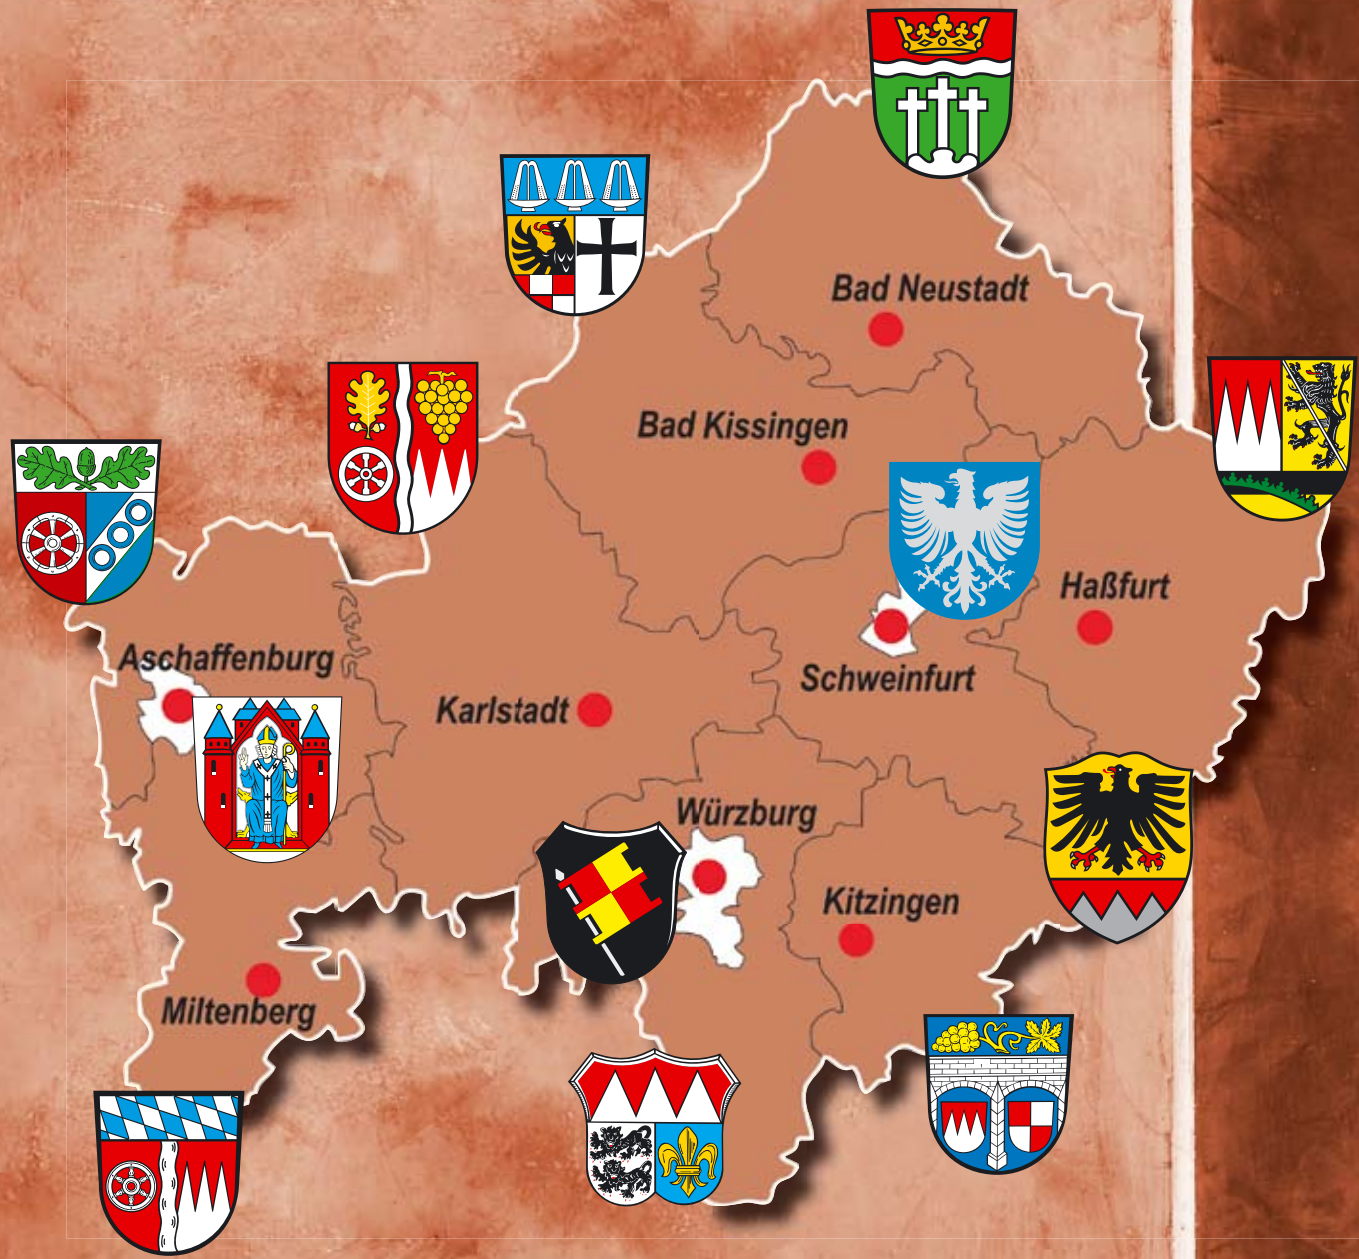 Bad Neustadt
Bad Kissingen
Haßfurt
Aschaffenburg
Schweinfurt
Karlstadt
Würzburg
Kitzingen
Miltenberg